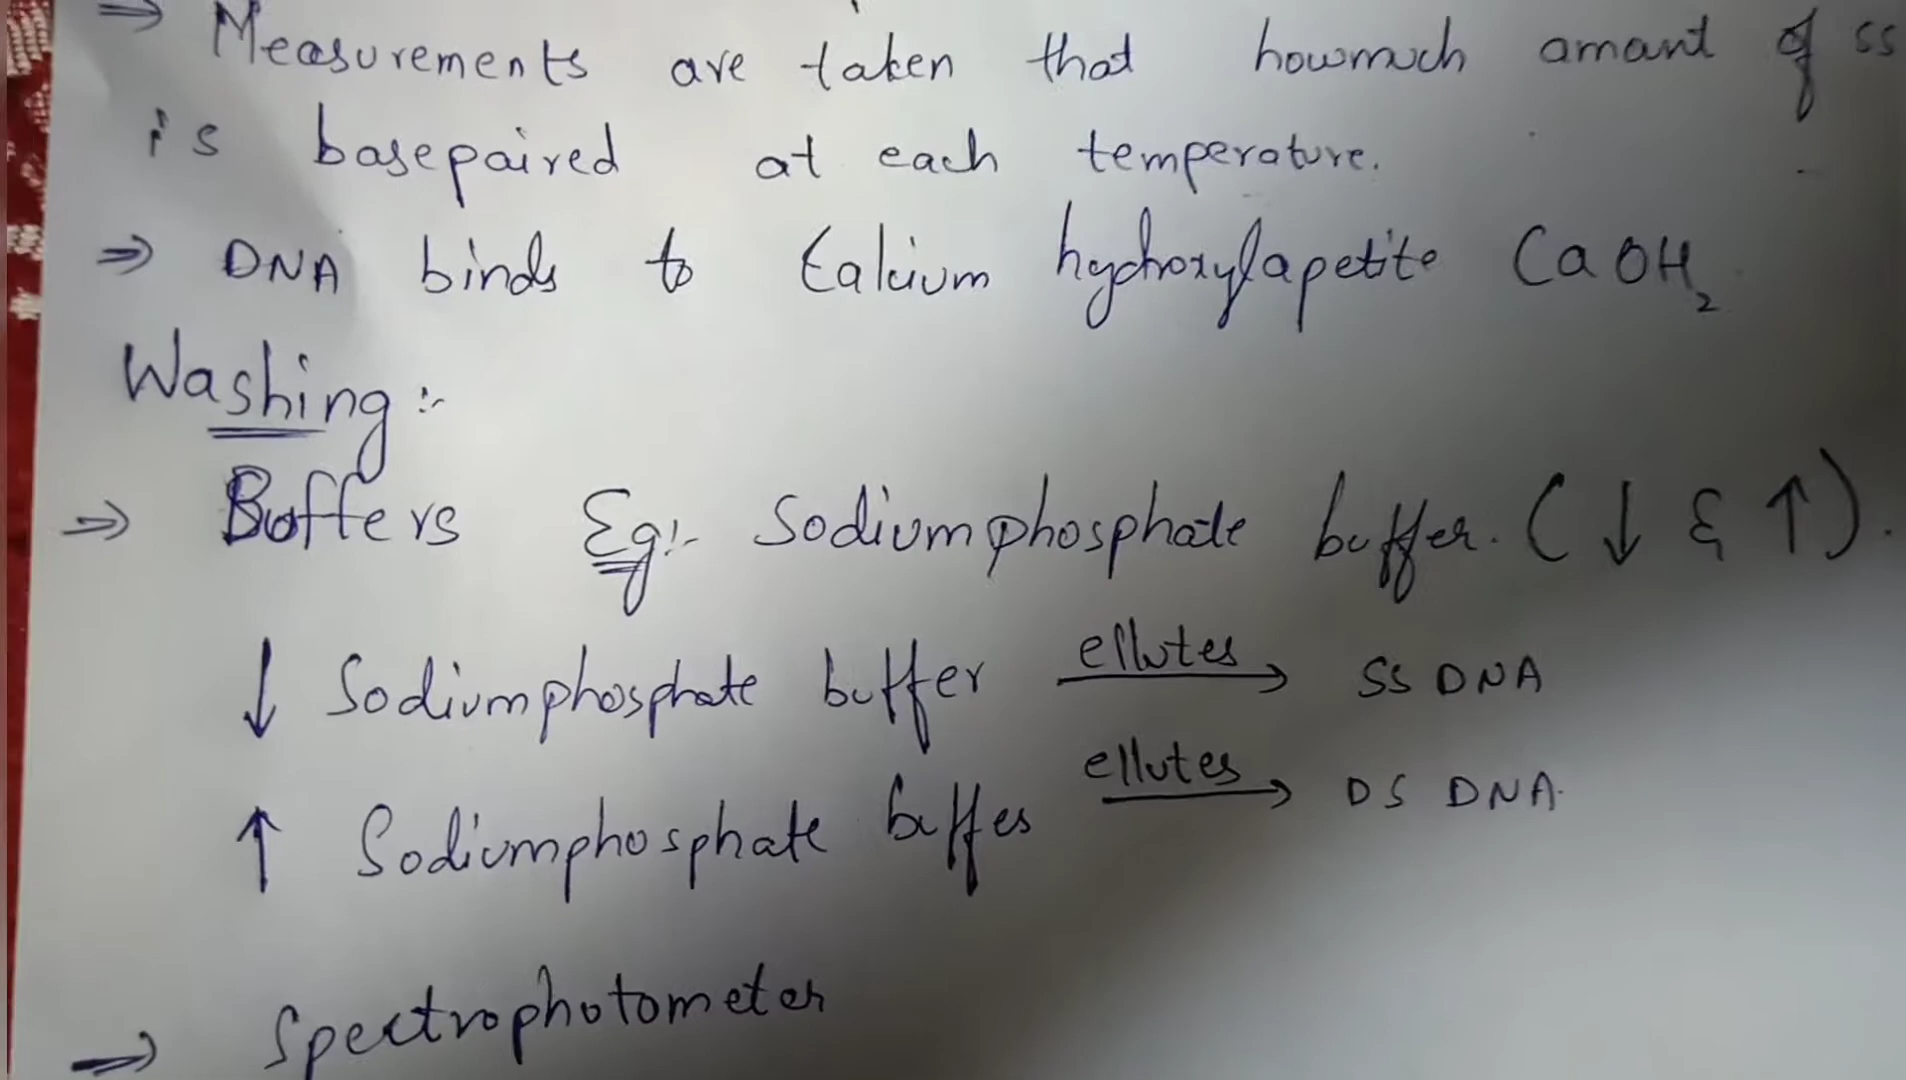 ⇒ Measurements are taken that howmuch amant of ss
is basepaired at each temperature.
⇒ DNA binds to Calcium hydroxylapetite CaOH₂
Washing :-
⇒ Buffers Eg:- Sodiumphosphate buffer. (↓ & ↑).
↓ Sodiumphosphate buffer ellutes → SS DNA
↑ Sodiumphosphate buffes ellutes → DS DNA.
→ Spectrophotometer